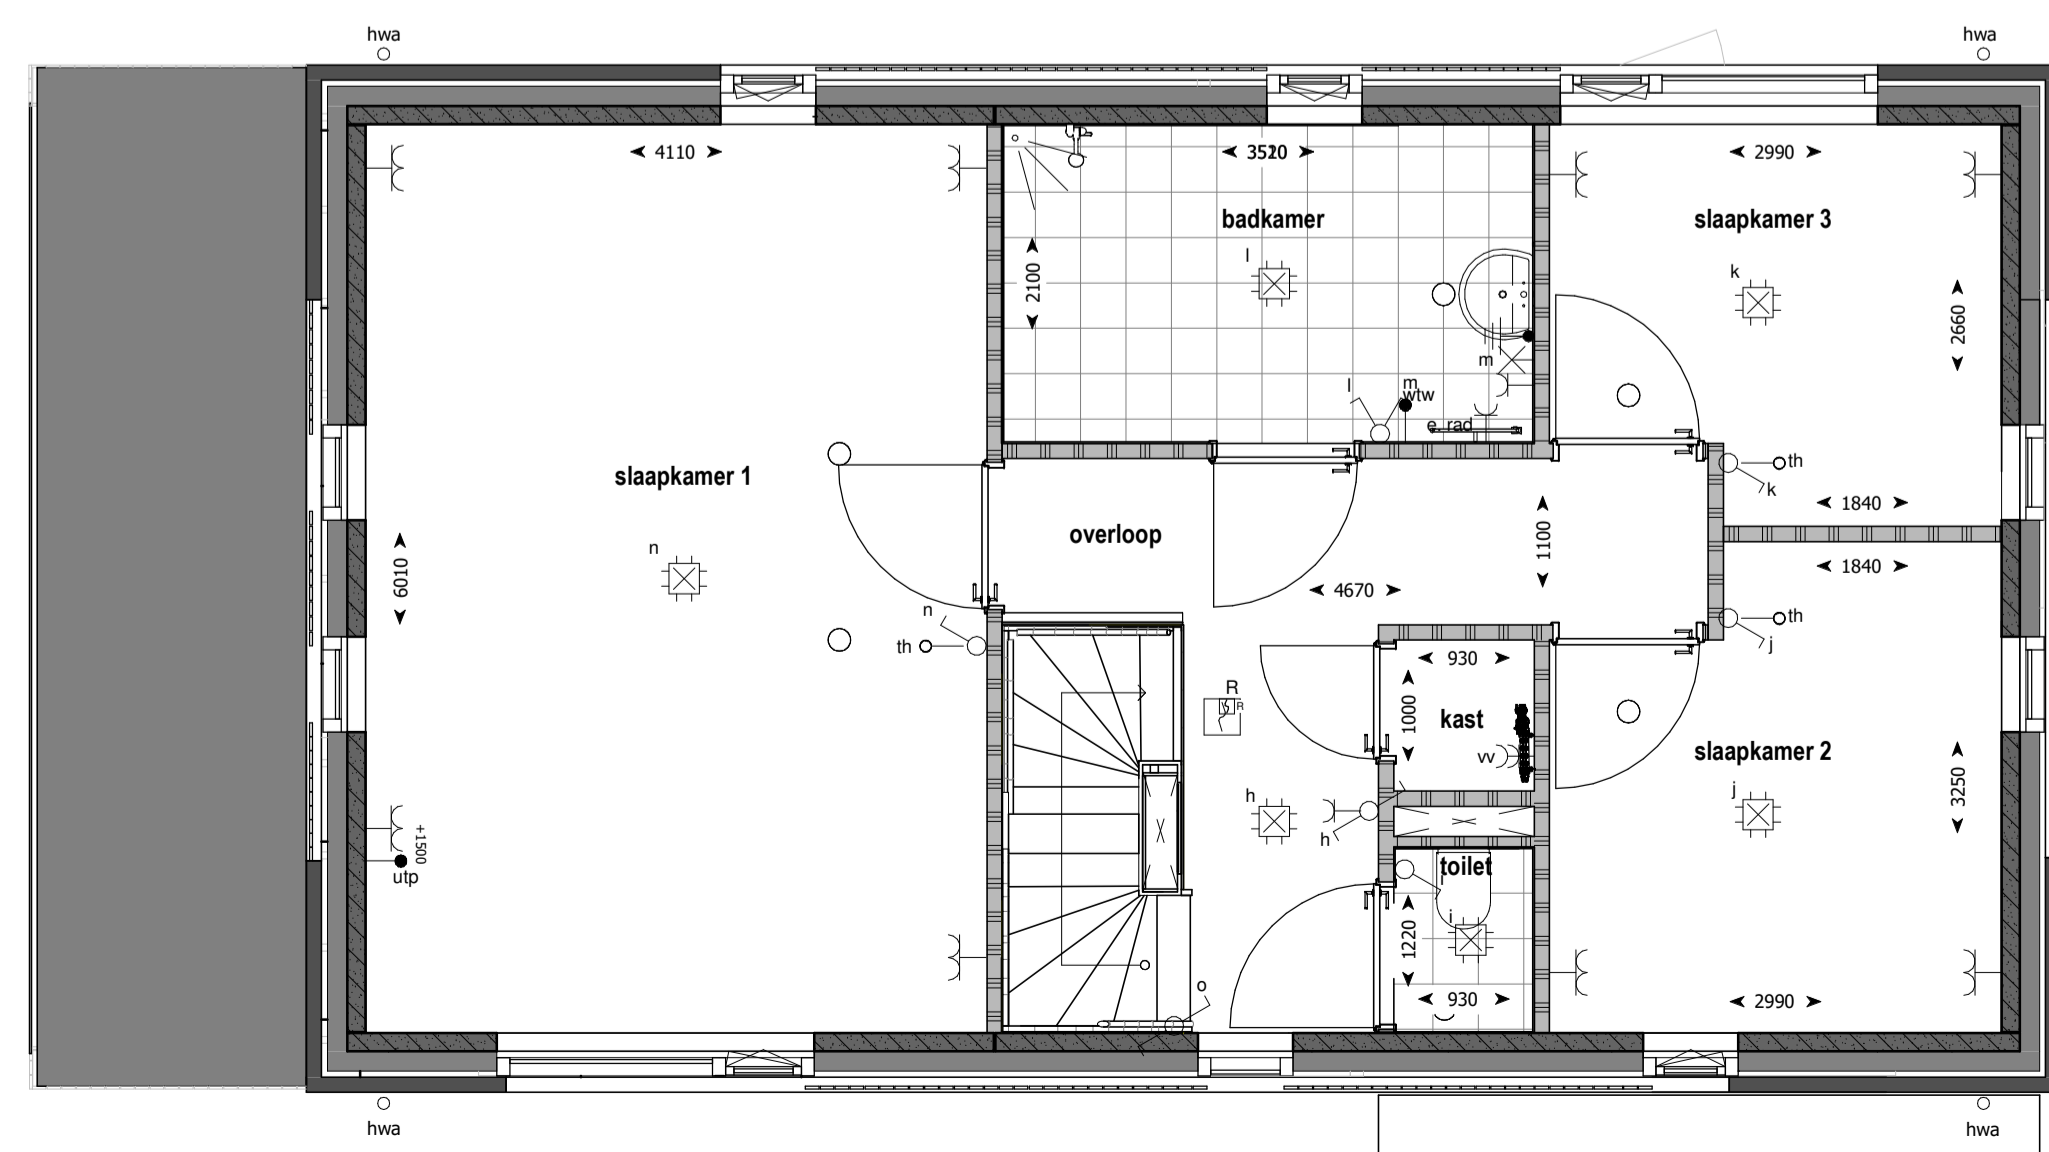 hwa
hwa
4110
3520
2990
badkamer
slaapkamer 3
l
k
2100
2660
m
l
m
wtw
e. rad
th
k
slaapkamer 1
1840
overloop
1100
n
6010
4670
1840
n
th
th
j
930
R
R
1000
kast
vv
slaapkamer 2
h
j
3250
h
+1500
utp
toilet
i
i
1220
o
930
2990
hwa
hwa